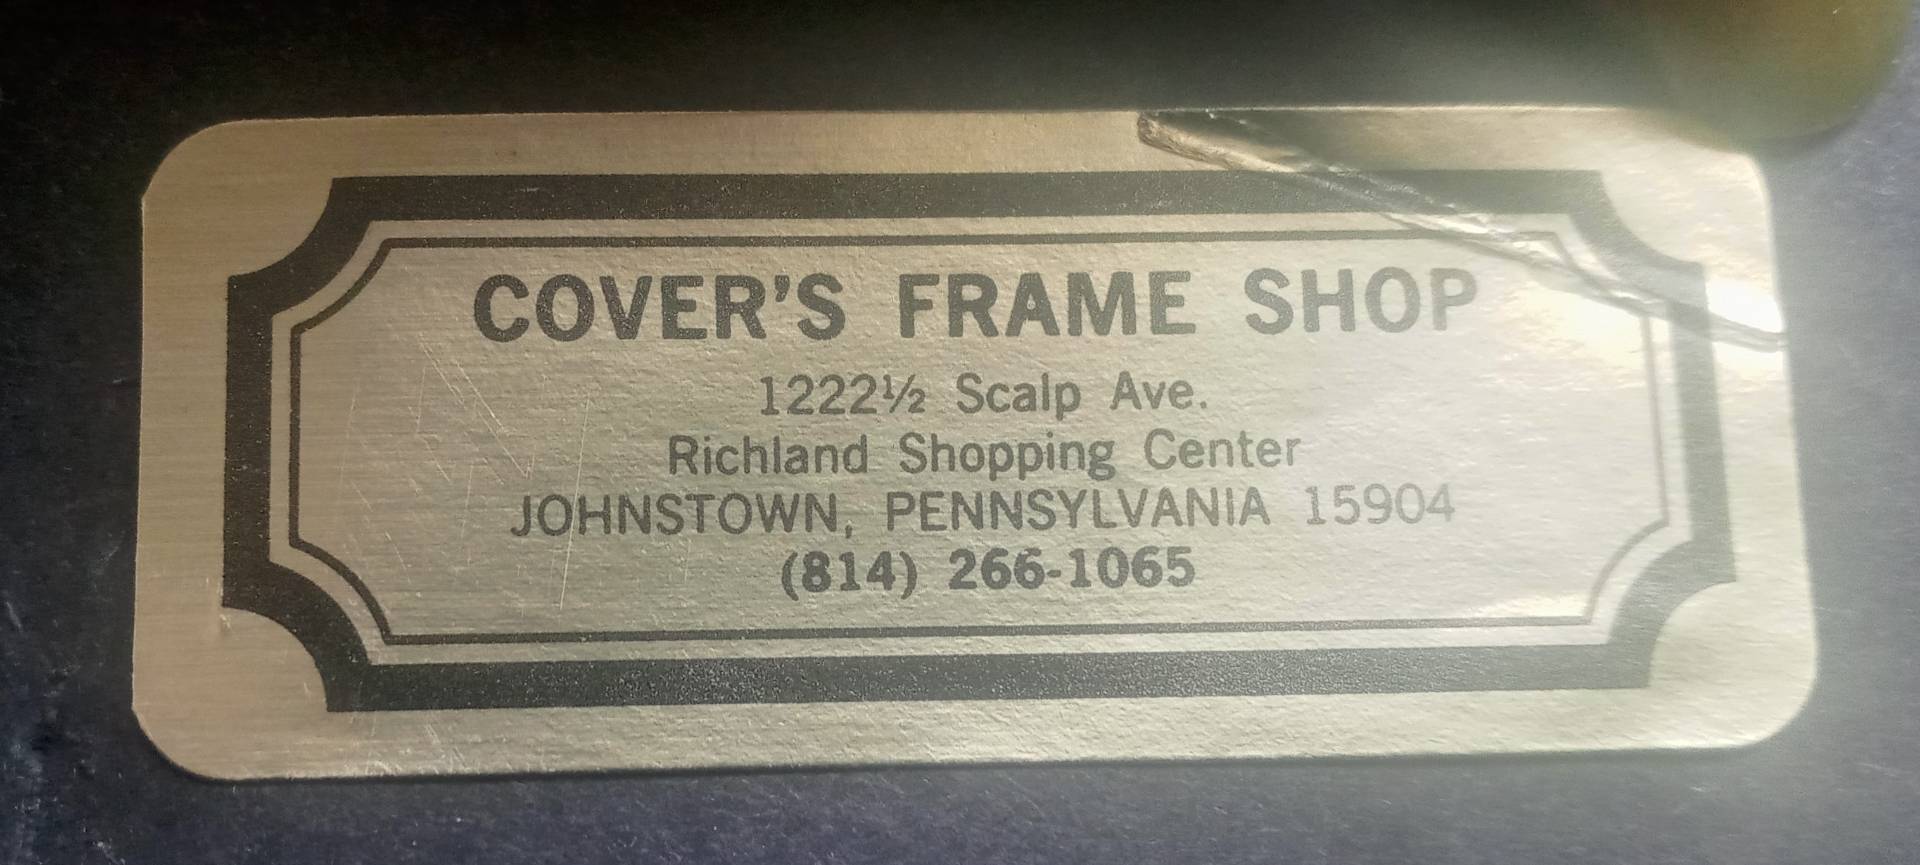 COVER'S FRAME SHOP
1222½ Scalp Ave.
Richland Shopping Center
JOHNSTOWN, PENNSYLVANIA 15904
(814) 266-1065